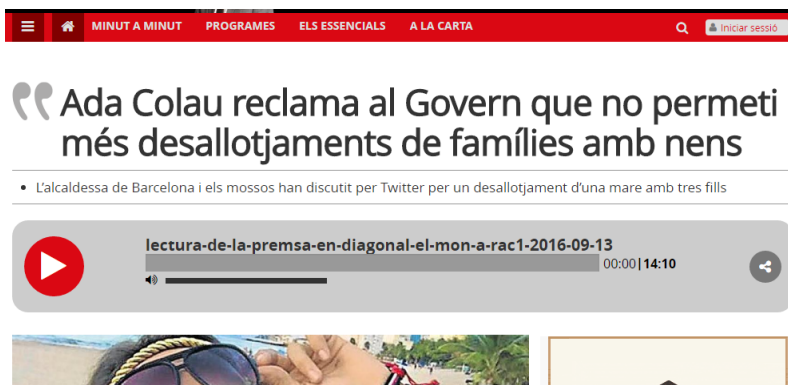 MINUT A MINUT PROGRAMES ELS ESSENCIALS A LA CARTA Iniciar sessió
Ada Colau reclama al Govern que no permeti
més desallotjaments de famílies amb nens
• L'alcaldessa de Barcelona i els mossos han discutit per Twitter per un desallotjament d'una mare amb tres fills
lectura-de-la-premsa-en-diagonal-el-mon-a-rac1-2016-09-13
00:00|14:10